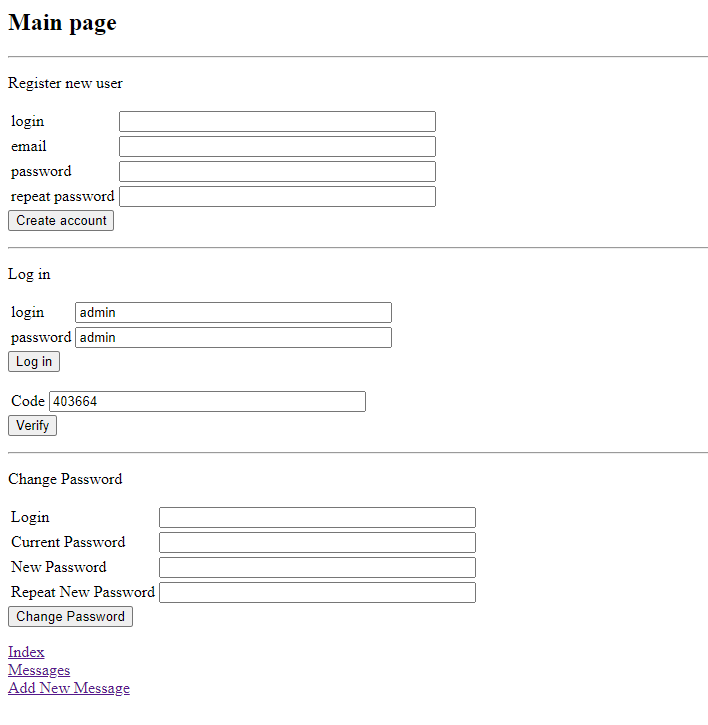 Main page
Register new user
login
email
password
repeat password
Create account
Log in
login admin
password admin
Log in
Code 403664
Verify
Change Password
Login
Current Password
New Password
Repeat New Password
Change Password
Index
Messages
Add New Message